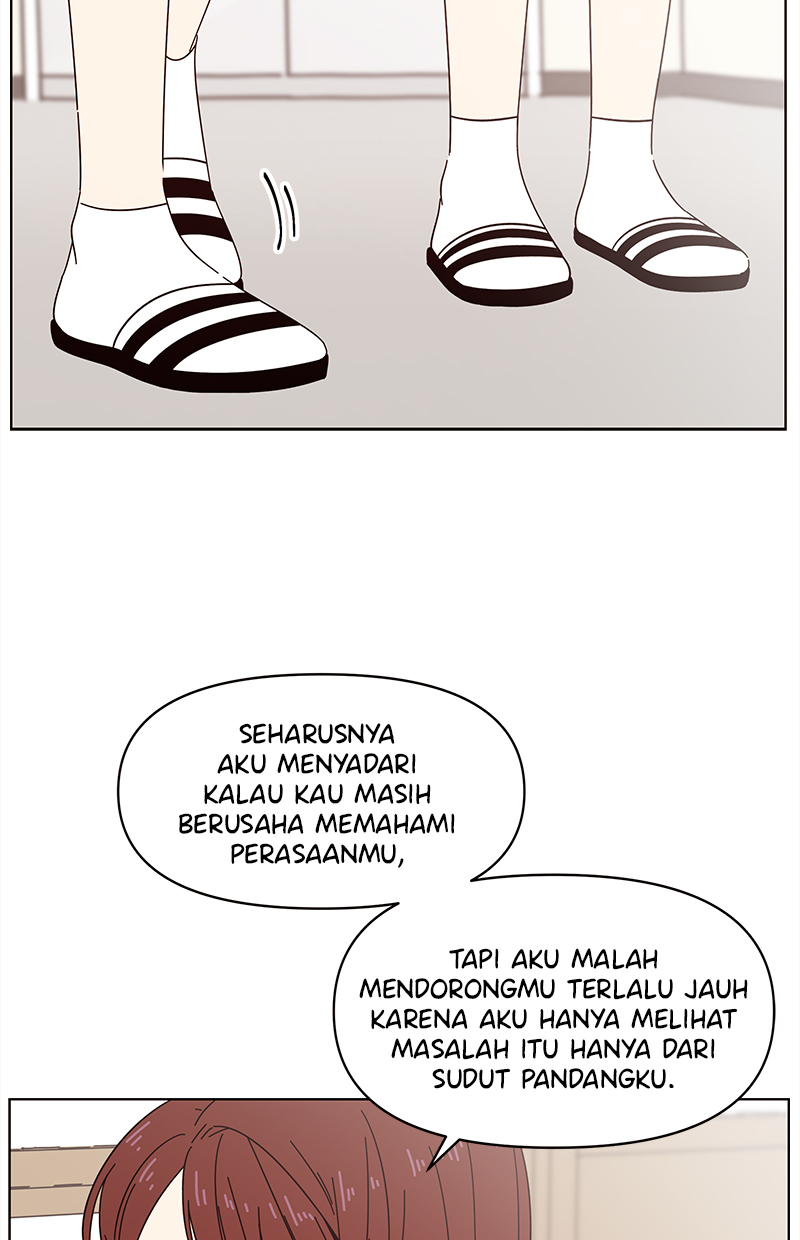 SEHARUSNYA
AKU MENYADARI
KALAU KAU MASIH
BERUSAHA MEMAHAMI
PERASAANMU,
TAPI AKU MALAH
MENDORONGMU TERLALU JAUH
KARENA AKU HANYA MELIHAT
MASALAH ITU HANYA DARI
SUDUT PANDANGKU.